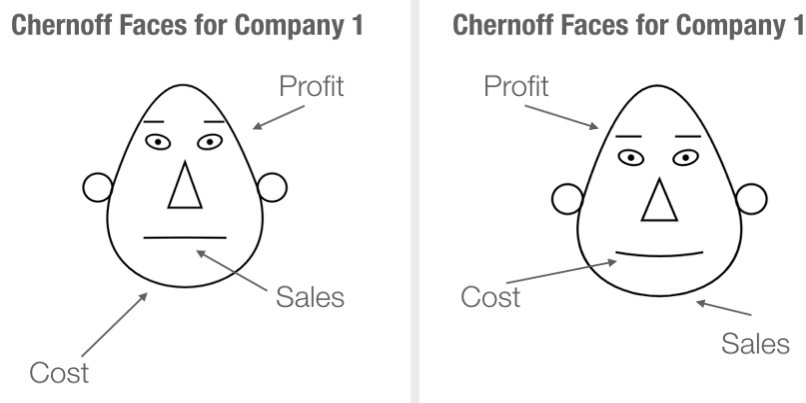 Chernoff Faces for Company 1
Profit
Sales
Cost
Chernoff Faces for Company 1
Profit
Cost
Sales